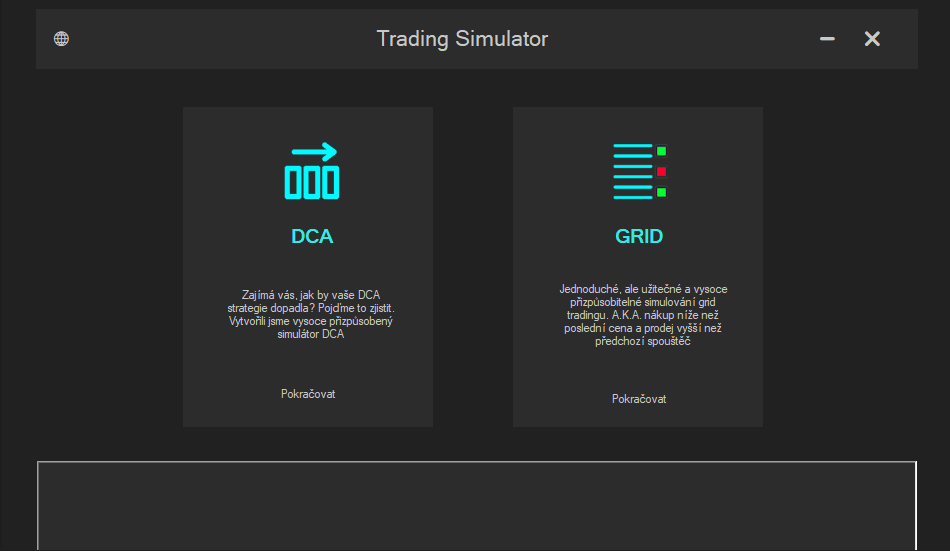 Trading Simulator
DCA
Zajímá vás, jak by vaše DCA
strategie dopadla? Pojďme to zjistit.
Vytvořili jsme vysoce přizpůsobený
simulátor DCA
Pokračovat
GRID
Jednoduché, ale užitečné a vysoce
přizpůsobitelné simulování grid
tradingu. A.K.A. nákup níže než
poslední cena a prodej vyšší než
předchozí spouštěč
Pokračovat